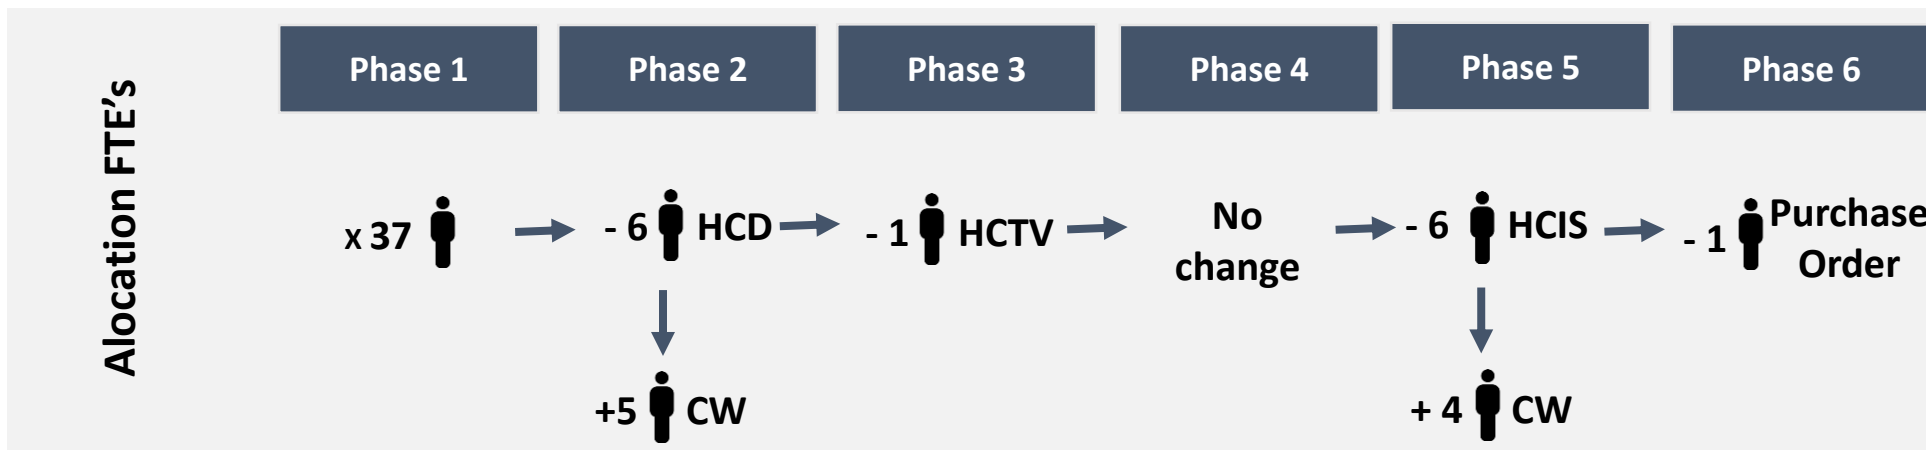 Alocation FTE's
Phase 1
Phase 2
Phase 3
Phase 4
Phase 5
Phase 6
x 37
- 6 HCD
- 1 HCTV
No
change
- 6 HCIS
- 1 Purchase
Order
+5 CW
+ 4 CW